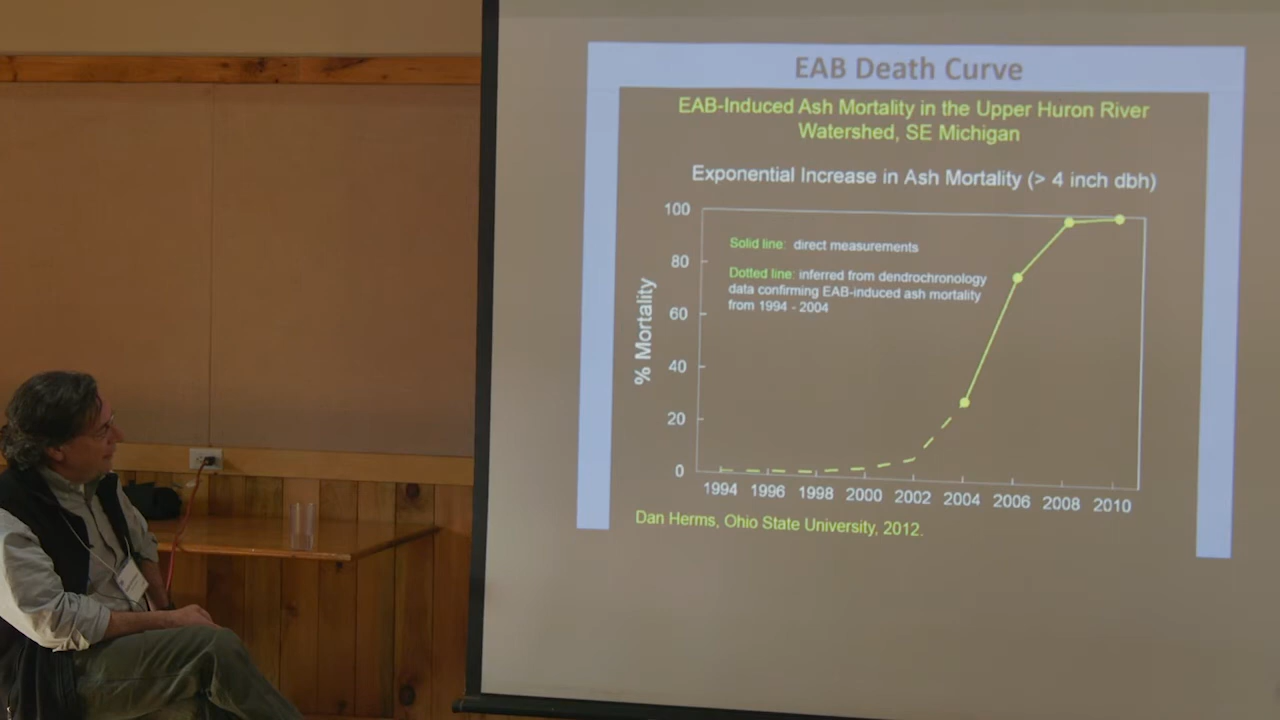 EAB Death Curve
EAB-Induced Ash Mortality in the Upper Huron River
Watershed, SE Michigan
Exponential Increase in Ash Mortality (> 4 inch dbh)
100
80
60
40
20
0
% Mortality
Solid line: direct measurements
Dotted line: inferred from dendrochronology
data confirming EAB-induced ash mortality
from 1994 - 2004
1994 1996 1998 2000 2002 2004 2006 2008 2010
Dan Herms, Ohio State University, 2012.